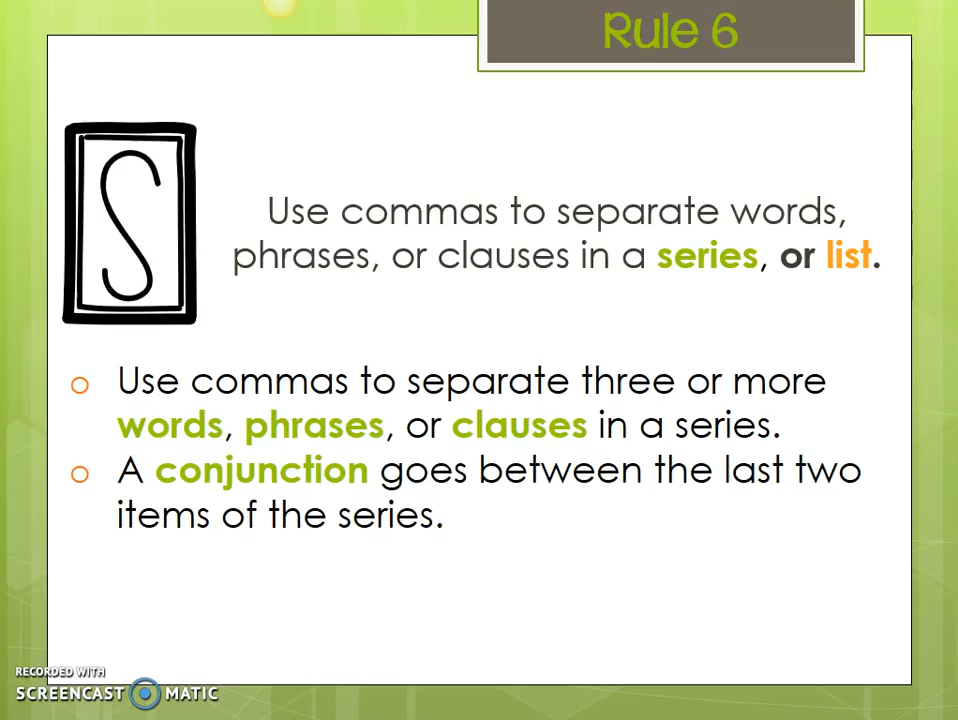 Rule 6
S
Use commas to separate words,
phrases, or clauses in a series, or list.
o Use commas to separate three or more
words, phrases, or clauses in a series.
o A conjunction goes between the last two
items of the series.
RECORDED WITH
SCREENCAST MATIC